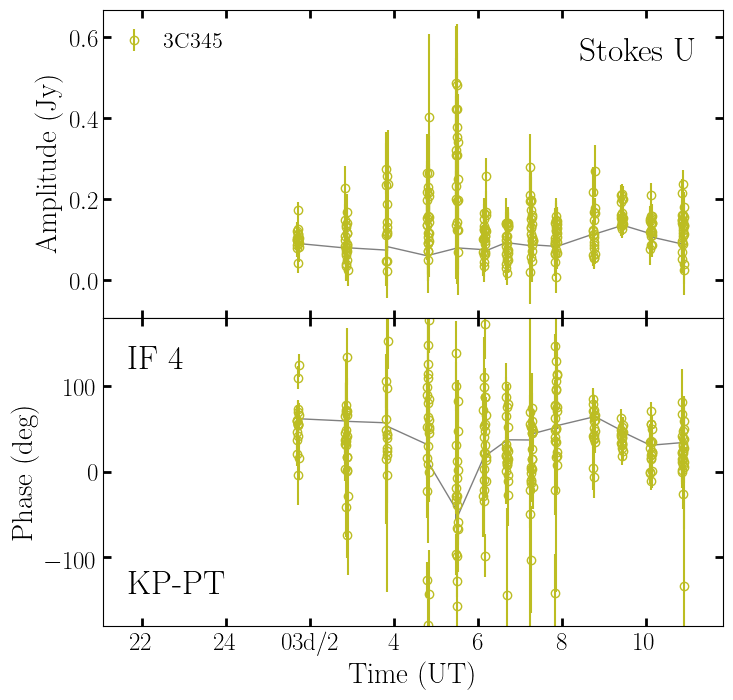 3C345
Stokes U
Amplitude (Jy)
0.6
0.4
0.2
0.0
IF 4
KP-PT
Phase (deg)
100
0
−100
22 24 03d/2 4 6 8 10
Time (UT)